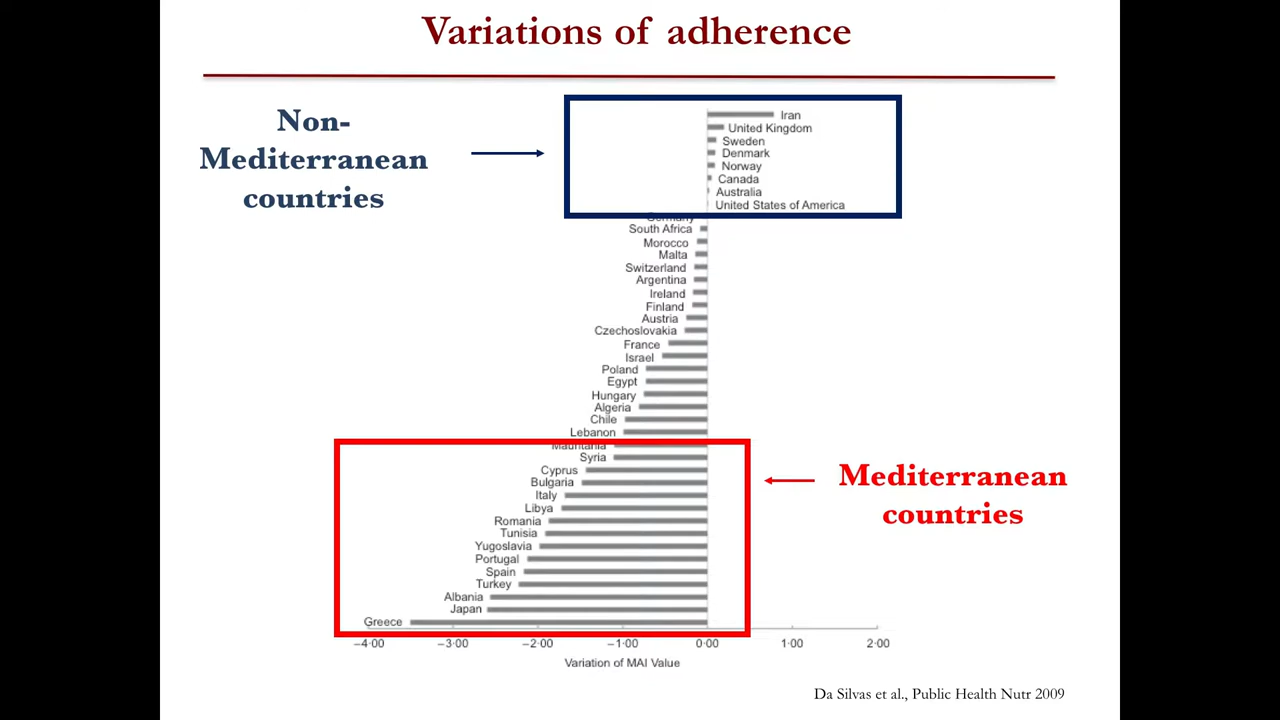 Variations of adherence
Non-
Mediterranean
countries
Iran
United Kingdom
Sweden
Denmark
Norway
Canada
Australia
United States of America
Germany
South Africa
Morocco
Malta
Switzerland
Argentina
Ireland
Finland
Austria
Czechoslovakia
France
Israel
Poland
Egypt
Hungary
Algeria
Chile
Lebanon
Mauritania
Syria
Cyprus
Bulgaria
Italy
Libya
Romania
Tunisia
Yugoslavia
Portugal
Spain
Turkey
Albania
Japan
Greece
Mediterranean
countries
−4·00 −3·00 −2·00 −1·00 0·00 1·00 2·00
Variation of MAI Value
Da Silvas et al., Public Health Nutr 2009